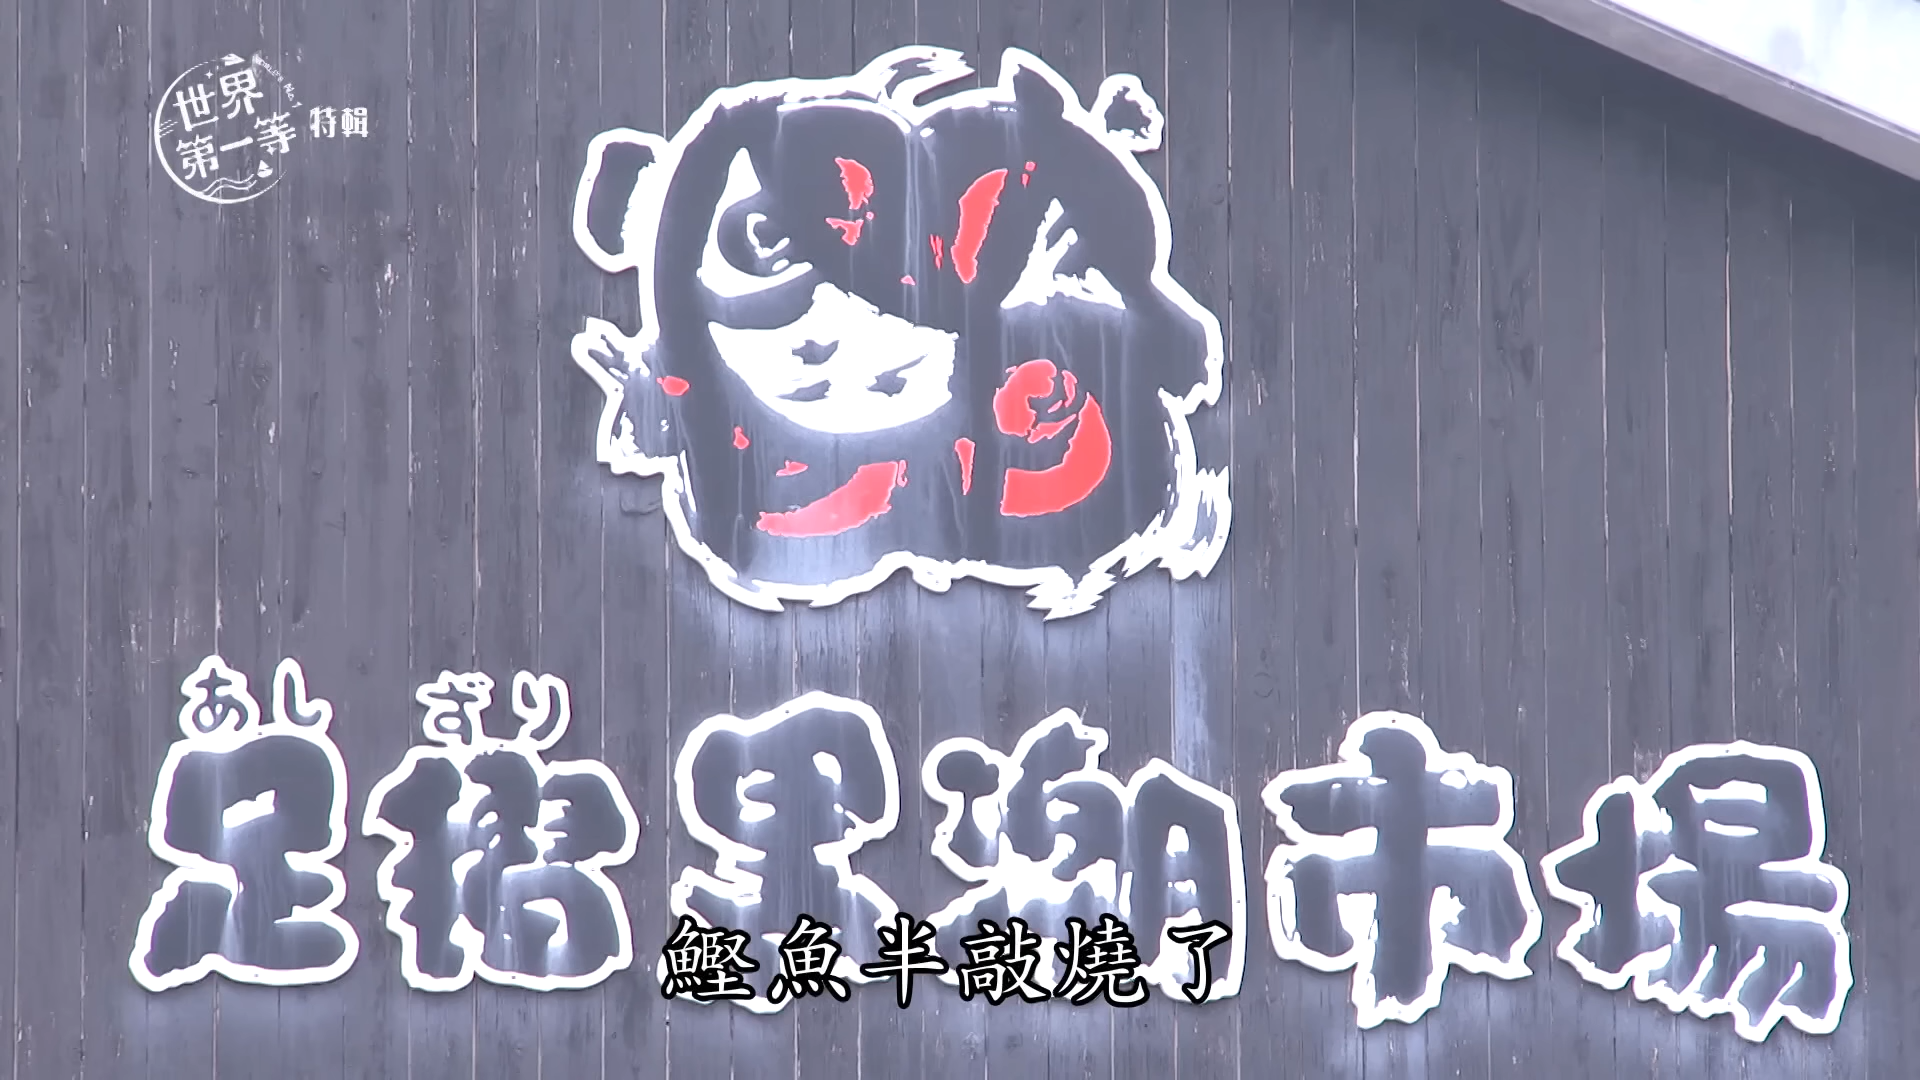 世界
第一等
特輯
あし ずり
足摺黒潮市場
鰹魚半敲燒了